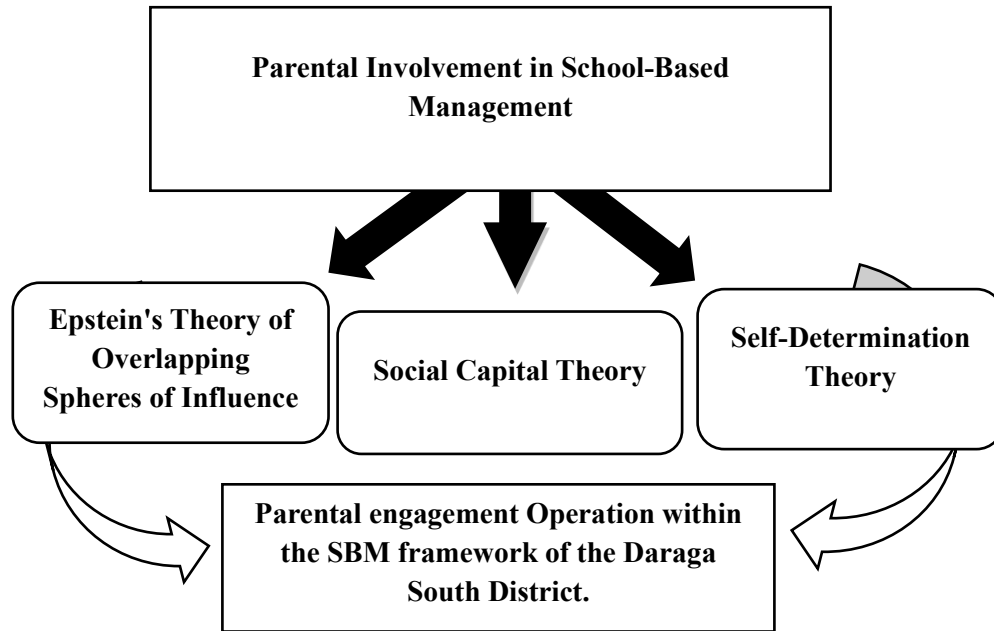 Parental Involvement in School-Based
Management
Epstein's Theory of
Overlapping
Spheres of Influence
Social Capital Theory
Self-Determination
Theory
Parental engagement Operation within
the SBM framework of the Daraga
South District.